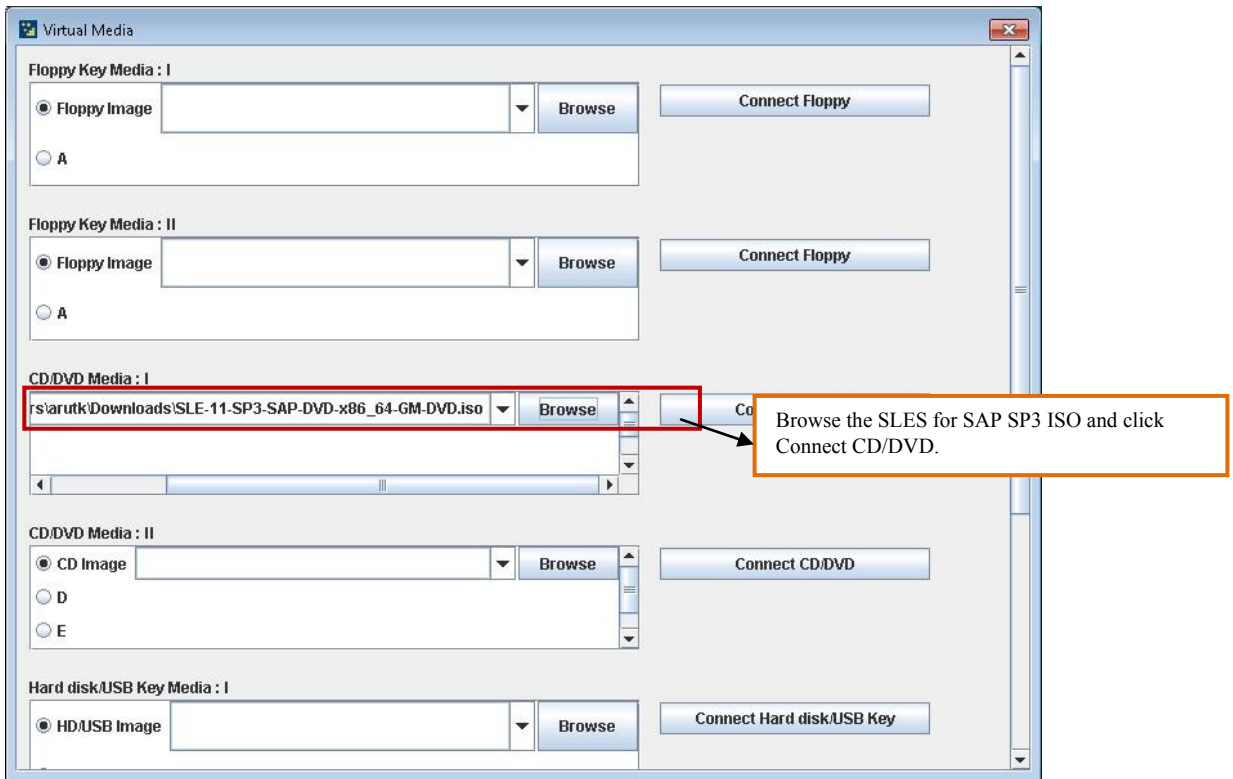 Virtual Media
Floppy Key Media : I
Floppy Image
Browse
Connect Floppy
A
Floppy Key Media : II
Floppy Image
Browse
Connect Floppy
A
CD/DVD Media : I
rs\arutk\Downloads\SLE-11-SP3-SAP-DVD-x86_64-GM-DVD.iso
Browse
Co
Browse the SLES for SAP SP3 ISO and click
Connect CD/DVD.
CD/DVD Media : II
CD Image
Browse
Connect CD/DVD
D
E
Hard disk/USB Key Media : I
HD/USB Image
Browse
Connect Hard disk/USB Key